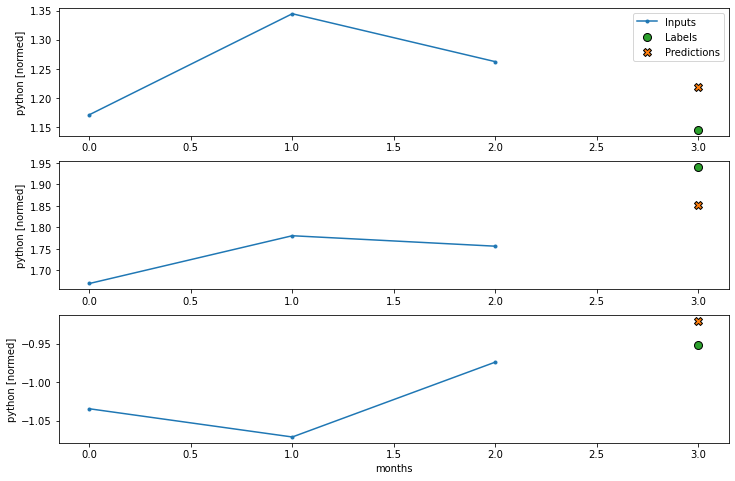 python [normed]
1.35
1.30
1.25
1.20
1.15
Inputs
Labels
Predictions
0.0 0.5 1.0 1.5 2.0 2.5 3.0
python [normed]
1.95
1.90
1.85
1.80
1.75
1.70
0.0 0.5 1.0 1.5 2.0 2.5 3.0
python [normed]
−0.95
−1.00
−1.05
0.0 0.5 1.0 1.5 2.0 2.5 3.0
months